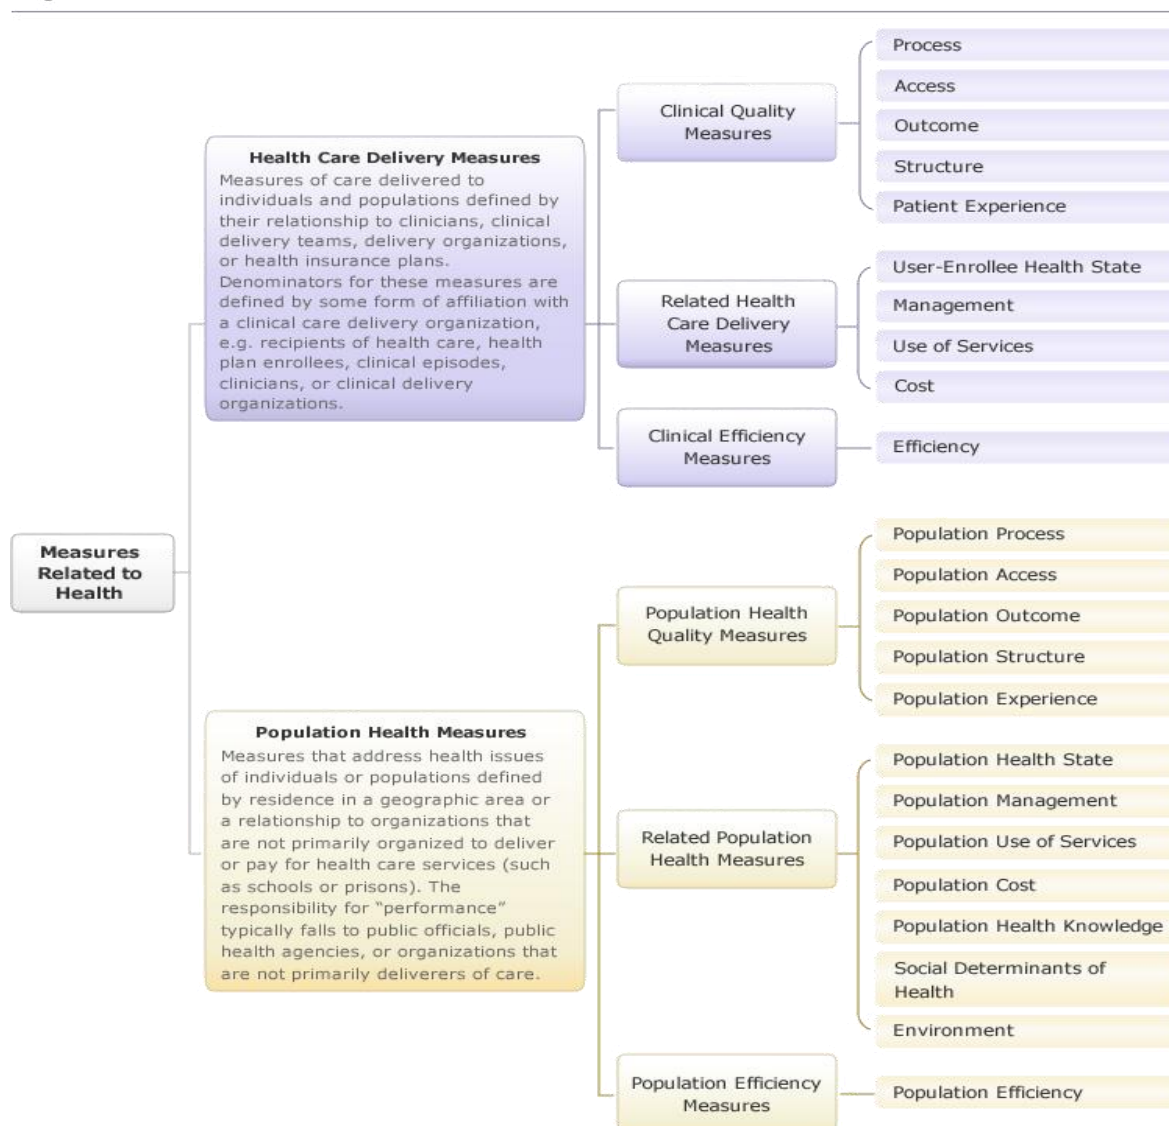 Measures
Related to
Health
Health Care Delivery Measures
Measures of care delivered to
individuals and populations defined by
their relationship to clinicians, clinical
delivery teams, delivery organizations,
or health insurance plans.
Denominators for these measures are
defined by some form of affiliation with
a clinical care delivery organization,
e.g. recipients of health care, health
plan enrollees, clinical episodes,
clinicians, or clinical delivery
organizations.
Clinical Quality
Measures
Process
Access
Outcome
Structure
Patient Experience
Related Health
Care Delivery
Measures
User-Enrollee Health State
Management
Use of Services
Cost
Clinical Efficiency
Measures
Efficiency
Population Health Measures
Measures that address health issues
of individuals or populations defined
by residence in a geographic area or
a relationship to organizations that
are not primarily organized to deliver
or pay for health care services (such
as schools or prisons). The
responsibility for “performance”
typically falls to public officials, public
health agencies, or organizations that
are not primarily deliverers of care.
Population Health
Quality Measures
Population Process
Population Access
Population Outcome
Population Structure
Population Experience
Related Population
Health Measures
Population Health State
Population Management
Population Use of Services
Population Cost
Population Health Knowledge
Social Determinants of
Health
Environment
Population Efficiency
Measures
Population Efficiency